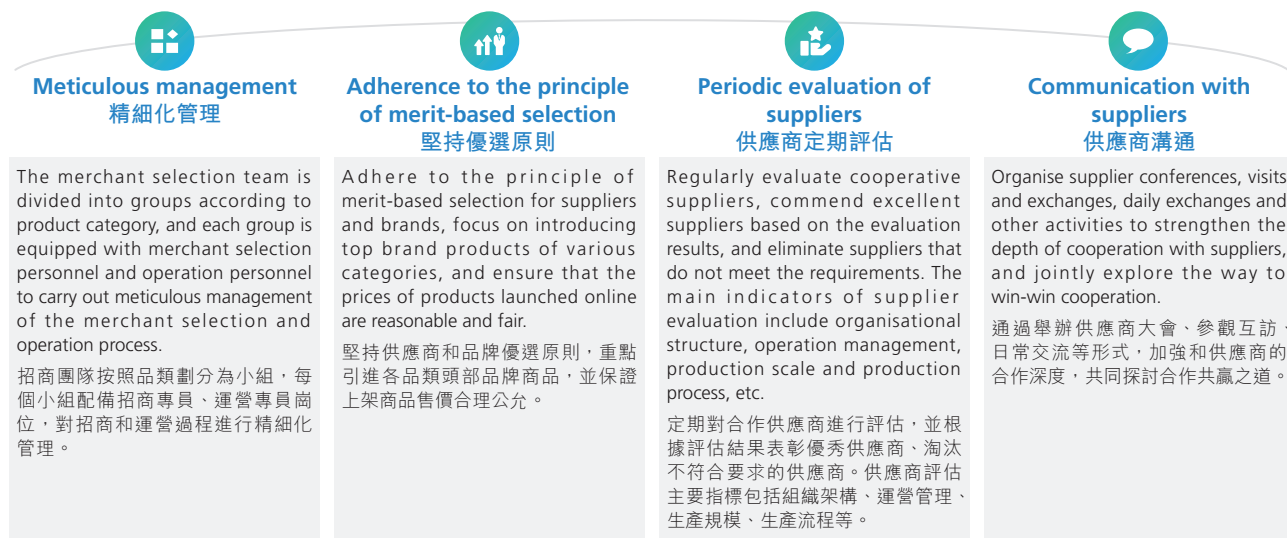 Meticulous management
精細化管理
The merchant selection team is
divided into groups according to
product category, and each group is
equipped with merchant selection
personnel and operation personnel
to carry out meticulous management
of the merchant selection and
operation process.
招商團隊按照品類劃分為小組，每
個小組配備招商專員、運營專員崗
位，對招商和運營過程進行精細化
管理。
Adherence to the principle
of merit-based selection
堅持優選原則
Adhere to the principle of
merit-based selection for suppliers
and brands, focus on introducing
top brand products of various
categories, and ensure that the
prices of products launched online
are reasonable and fair.
堅持供應商和品牌優選原則，重點
引進各品類頭部品牌商品，並保證
上架商品售價合理公允。
Periodic evaluation of
suppliers
供應商定期評估
Regularly evaluate cooperative
suppliers, commend excellent
suppliers based on the evaluation
results, and eliminate suppliers that
do not meet the requirements. The
main indicators of supplier
evaluation include organisational
structure, operation management,
production scale and production
process, etc.
定期對合作供應商進行評估，並根
據評估結果表彰優秀供應商、淘汰
不符合要求的供應商。供應商評估
主要指標包括組織架構、運營管理、
生產規模、生產流程等。
Communication with
suppliers
供應商溝通
Organise supplier conferences, visits
and exchanges, daily exchanges and
other activities to strengthen the
depth of cooperation with suppliers,
and jointly explore the way to
win-win cooperation.
通過舉辦供應商大會、參觀互訪、
日常交流等形式，加強和供應商的
合作深度，共同探討合作共贏之道。